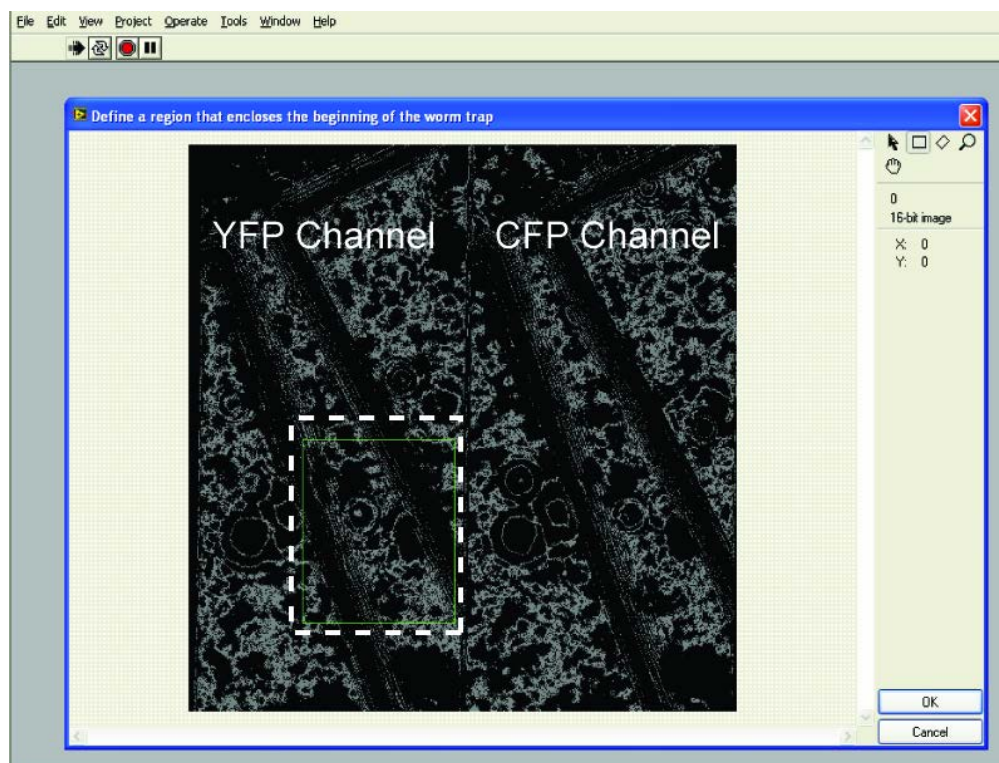 File Edit View Project Operate Tools Window Help
Define a region that encloses the beginning of the worm trap
YFP Channel CFP Channel
0
16-bit image
X: 0
Y: 0
OK
Cancel